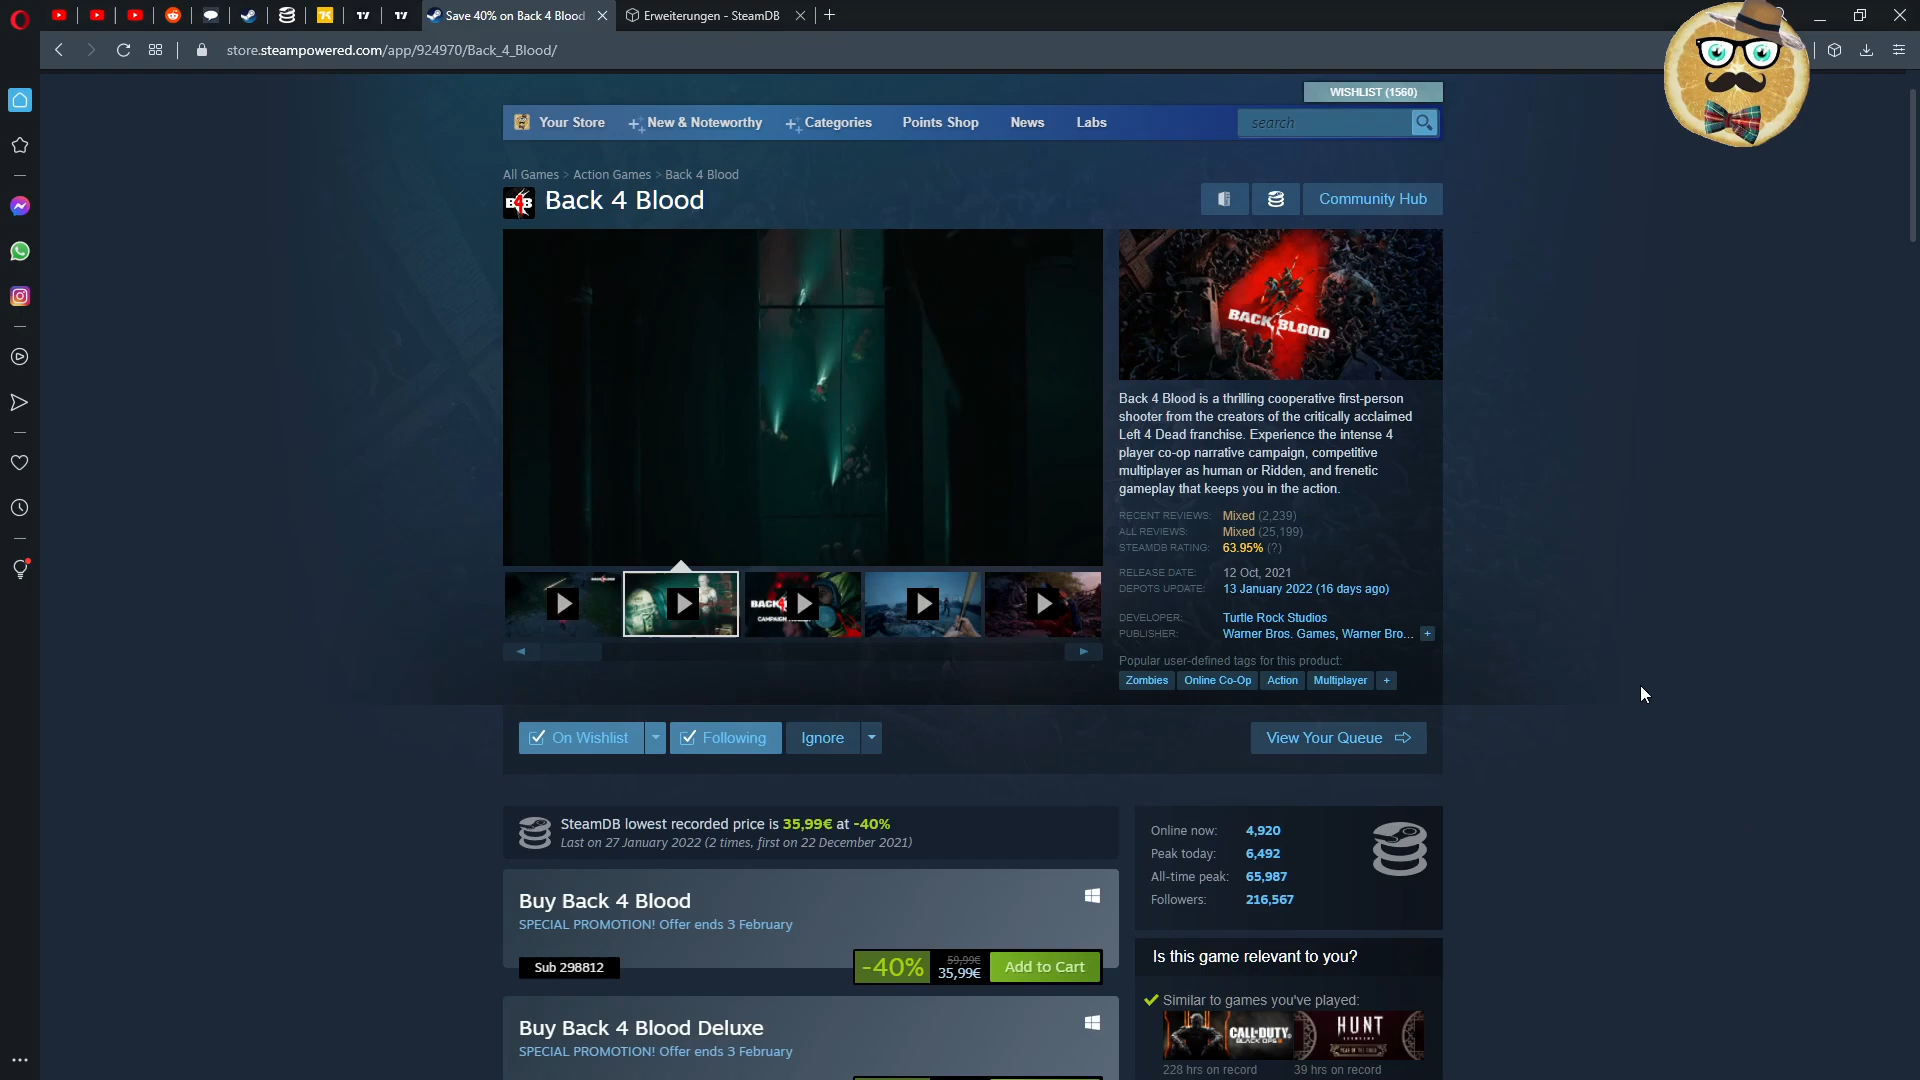 Save 40% on Back 4 Blood
Erweiterungen - SteamDB
store.steampowered.com/app/924970/Back_4_Blood/
WISHLIST (1560)
Your Store
New & Noteworthy
Categories
Points Shop
News
Labs
search
All Games > Action Games > Back 4 Blood
Back 4 Blood
Community Hub
BACK 4 BLOOD
Back 4 Blood is a thrilling cooperative first-person
shooter from the creators of the critically acclaimed
Left 4 Dead franchise. Experience the intense 4
player co-op narrative campaign, competitive
multiplayer as human or Ridden, and frenetic
gameplay that keeps you in the action.
RECENT REVIEWS: Mixed (2,239)
ALL REVIEWS: Mixed (25,199)
STEAMDB RATING: 63.95% (?)
RELEASE DATE: 12 Oct, 2021
DEPOTS UPDATE: 13 January 2022 (16 days ago)
DEVELOPER: Turtle Rock Studios
PUBLISHER: Warner Bros. Games, Warner Bro... +
Popular user-defined tags for this product:
Zombies Online Co-Op Action Multiplayer +
On Wishlist
Following
Ignore
View Your Queue
SteamDB lowest recorded price is 35,99€ at -40%
Last on 27 January 2022 (2 times, first on 22 December 2021)
Online now: 4,920
Peak today: 6,492
All-time peak: 65,987
Followers: 216,567
Buy Back 4 Blood
SPECIAL PROMOTION! Offer ends 3 February
Sub 298812
-40%
59,99€
35,99€
Add to Cart
Is this game relevant to you?
Similar to games you've played:
CALL·DUTY
HUNT
228 hrs on record
39 hrs on record
Buy Back 4 Blood Deluxe
SPECIAL PROMOTION! Offer ends 3 February